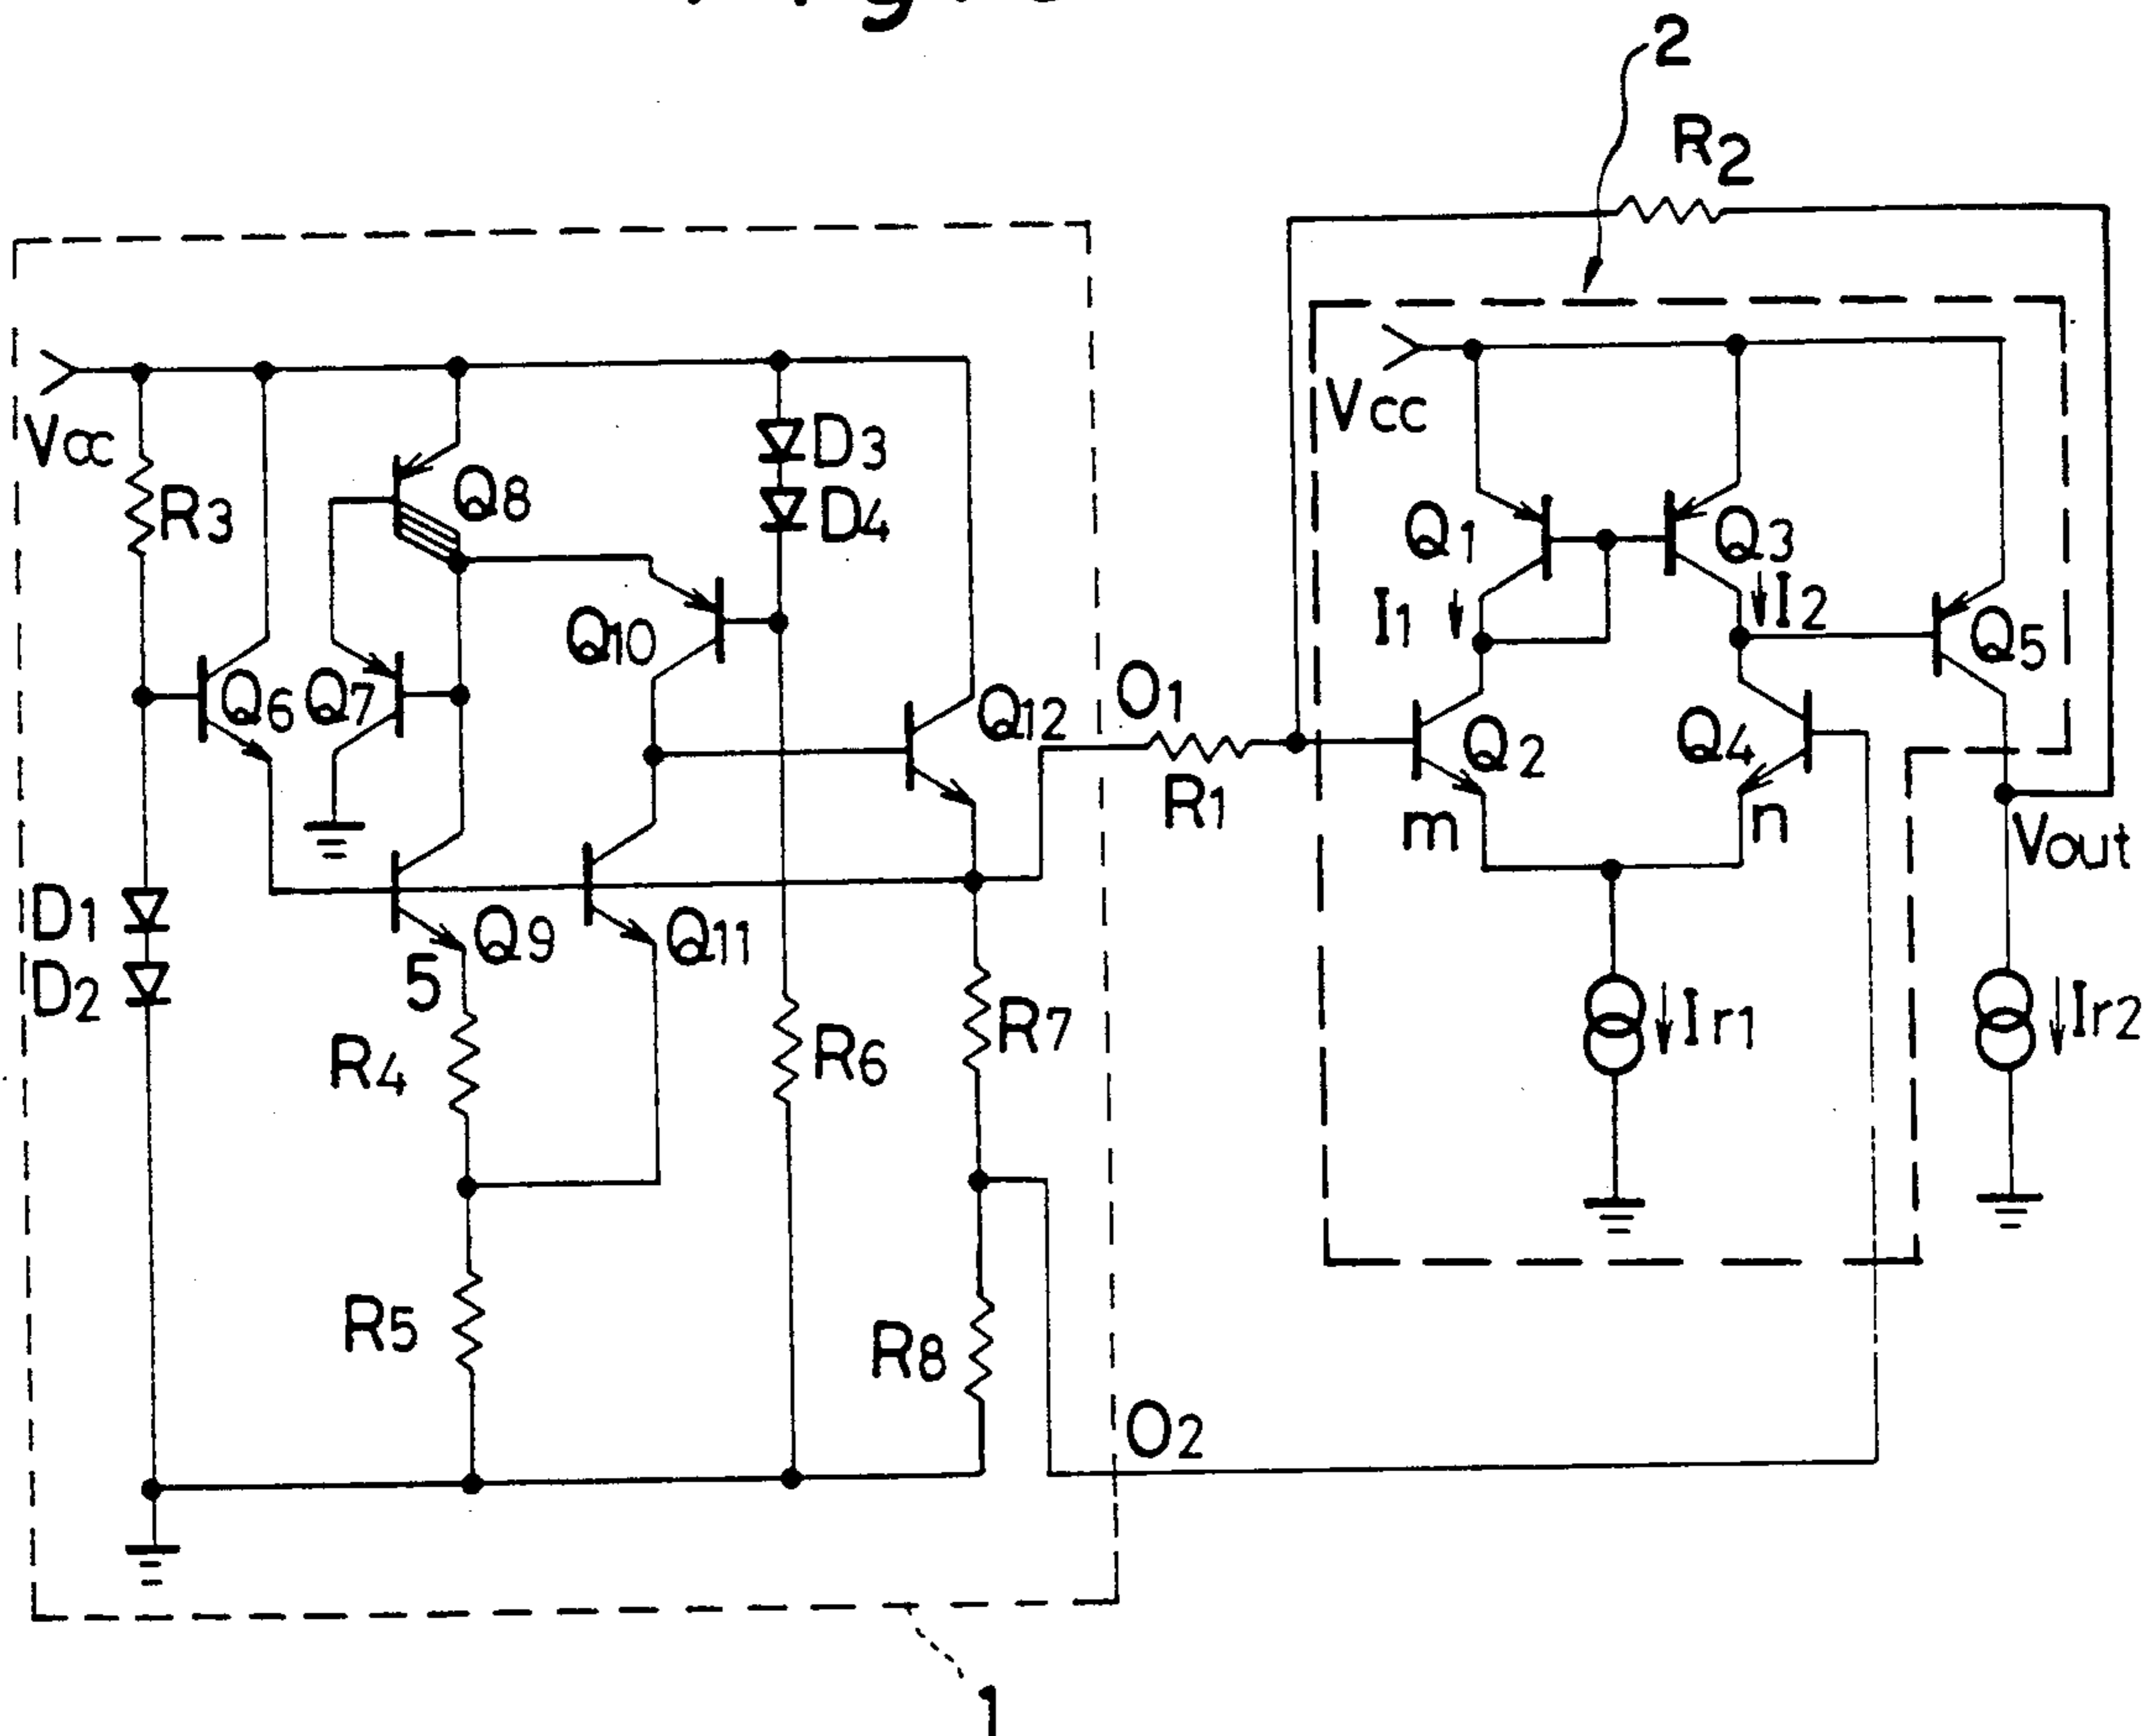 2
R2
Vcc
R3
Q8
D3
D4
Q10
Q6
Q7
Q12
O1
R1
D1
D2
Q9
5
Q11
R4
R6
R7
R5
R8
O2
1
Vcc
Q1
Q3
I1
I2
Q5
Q2
Q4
m
n
Vout
Ir1
Ir2